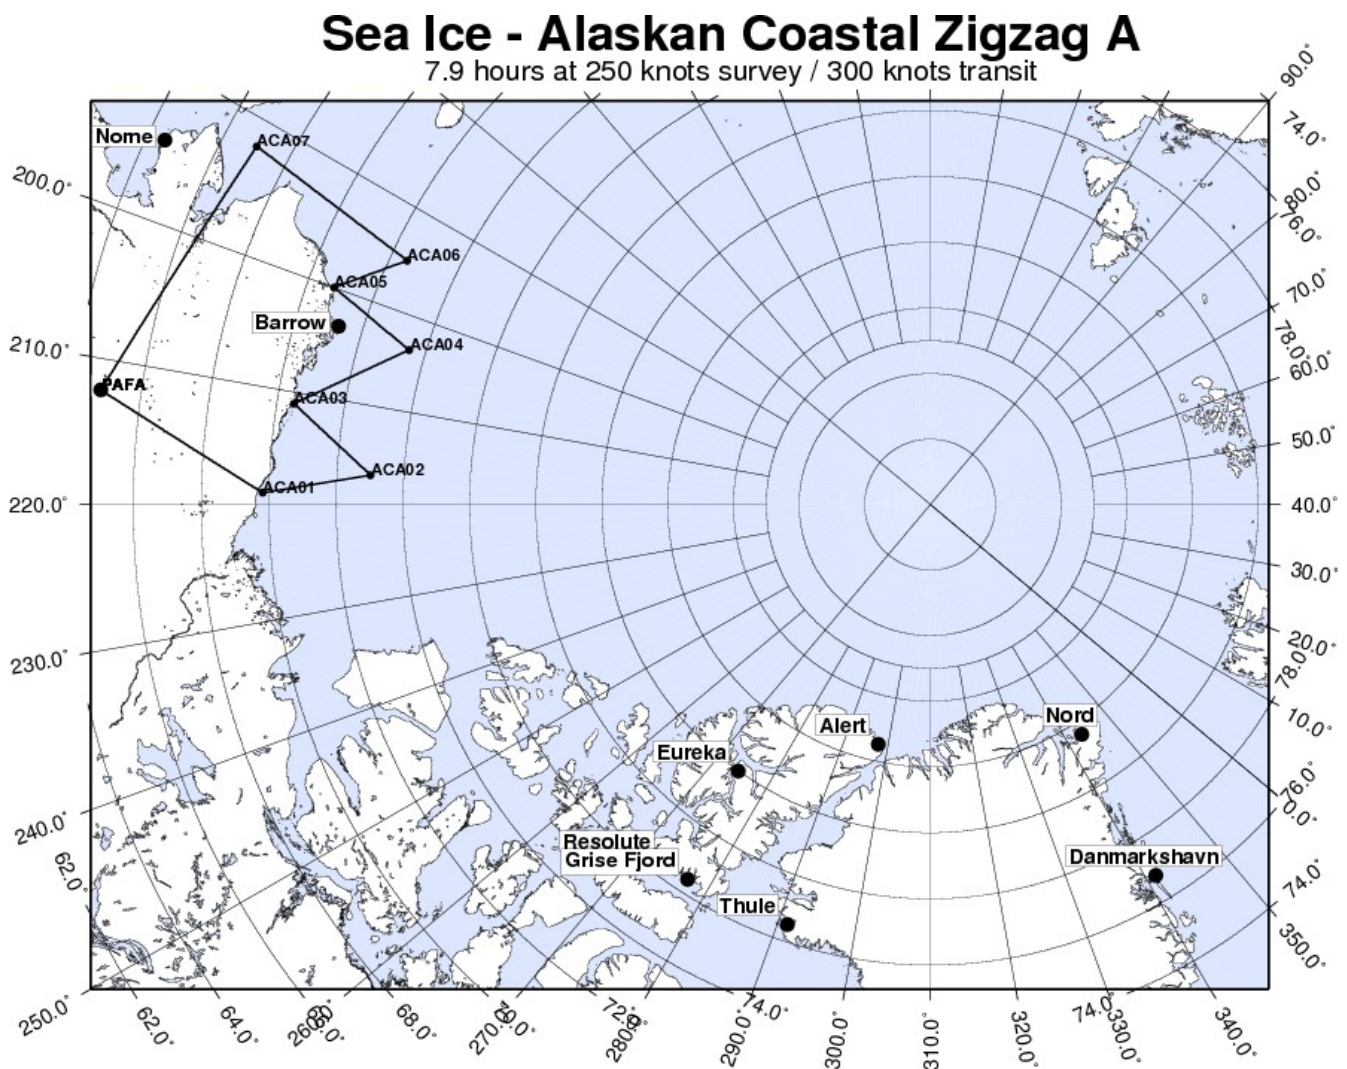 Sea Ice - Alaskan Coastal Zigzag A
7.9 hours at 250 knots survey / 300 knots transit
90.0°
74.0°
80.0°
76.0°
70.0°
78.0°
60.0°
50.0°
40.0°
30.0°
20.0°
78.0°
10.0°
76.0°
0.0°
74.0°
350.0°
Nome
ACA07
200.0°
ACA06
ACA05
Barrow
ACA04
210.0°
PAFA
ACA03
ACA02
ACA01
220.0°
230.0°
240.0°
62.0°
Alert
Nord
Eureka
Resolute
Grise Fjord
Thule
Danmarkshavn
250.0°
62.0°
64.0°
260.0°
68.0°
270.0°
72.0°
280.0°
290.0°
74.0°
300.0°
310.0°
320.0°
74.0°
330.0°
340.0°